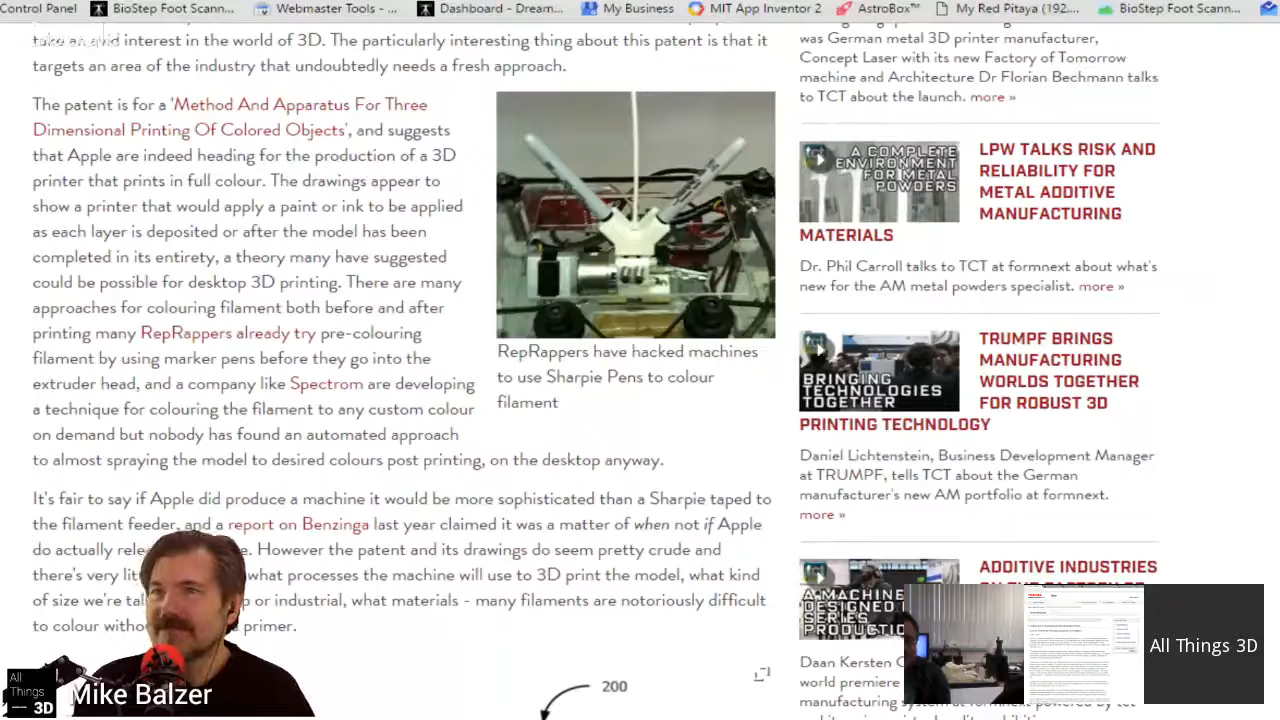 Control Panel
BioStep Foot Scann...
Webmaster Tools - ...
Dashboard - Dream...
My Business
MIT App Inventor 2
AstroBox™
My Red Pitaya (192....
BioStep Foot Scann...
interest in the world of 3D. The particularly interesting thing about this patent is that it
targets an area of the industry that undoubtedly needs a fresh approach.
The patent is for a 'Method And Apparatus For Three
Dimensional Printing Of Colored Objects', and suggests
that Apple are indeed heading for the production of a 3D
printer that prints in full colour. The drawings appear to
show a printer that would apply a paint or ink to be applied
as each layer is deposited or after the model has been
completed in its entirety, a theory many have suggested
could be possible for desktop 3D printing. There are many
approaches for colouring filament both before and after
printing many RepRappers already try pre-colouring
filament by using marker pens before they go into the
extruder head, and a company like Spectrom are developing
a technique for colouring the filament to any custom colour
on demand but nobody has found an automated approach
to almost spraying the model to desired colours post printing, on the desktop anyway.
RepRappers have hacked machines
to use Sharpie Pens to colour
filament
It's fair to say if Apple did produce a machine it would be more sophisticated than a Sharpie taped to
the filament feeder, and a report on Benzinga last year claimed it was a matter of when not if Apple
do actually However the patent and its drawings do seem pretty crude and
there's very what processes the machine will use to 3D print the model, what kind
of size we're industry many filaments are notoriously difficult
to colour primer.
200
was German metal 3D printer manufacturer,
Concept Laser with its new Factory of Tomorrow
machine and Architecture Dr Florian Bechmann talks
to TCT about the launch. more »
A COMPLETE
ENVIRONMENT
FOR METAL
POWDERS
LPW TALKS RISK AND
RELIABILITY FOR
METAL ADDITIVE
MANUFACTURING
MATERIALS
Dr. Phil Carroll talks to TCT at formnext about what's
new for the AM metal powders specialist. more »
BRINGING
TECHNOLOGIES
TOGETHER
TRUMPF BRINGS
MANUFACTURING
WORLDS TOGETHER
FOR ROBUST 3D
PRINTING TECHNOLOGY
Daniel Lichtenstein, Business Development Manager
at TRUMPF, tells TCT about the German
manufacturer's new AM portfolio at formnext.
more »
A MACHINE
SERIES
ADDITIVE INDUSTRIES
Daan Kersten
premiere
manufacturing
All Things 3D
All
Things
3D
Mike Balzer